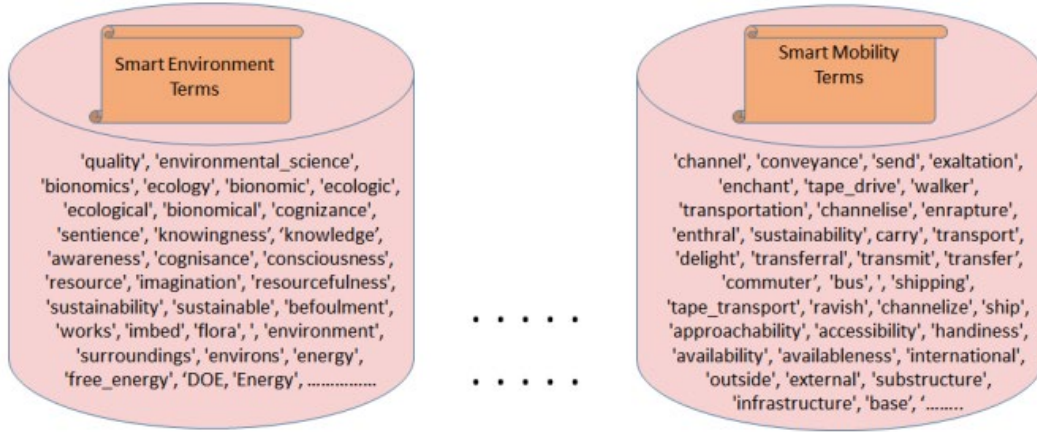 Smart Environment
Terms
'quality', 'environmental_science',
'bionomics', 'ecology', 'bionomic', 'ecologic',
'ecological', 'bionomical', 'cognizance',
'sentience', 'knowingness’, ‘knowledge’,
'awareness', 'cognisance', 'consciousness',
'resource', 'imagination', 'resourcefulness',
'sustainability', 'sustainable', 'befoulment',
'works', 'imbed', 'flora', ', 'environment',
'surroundings', 'environs', 'energy',
'free_energy', ‘DOE, 'Energy', ……………
. . . . .
. . . . .
Smart Mobility
Terms
'channel', 'conveyance', 'send', 'exaltation',
'enchant', 'tape_drive', 'walker',
'transportation', 'channelise', 'enrapture',
'enthral', 'sustainability', carry', 'transport',
'delight', 'transferral', 'transmit', 'transfer',
'commuter’, 'bus', ', 'shipping',
'tape_transport', 'ravish', 'channelize', 'ship',
'approachability', 'accessibility', 'handiness',
'availability', 'availableness', 'international',
'outside', 'external', 'substructure',
'infrastructure', 'base’, ‘……..